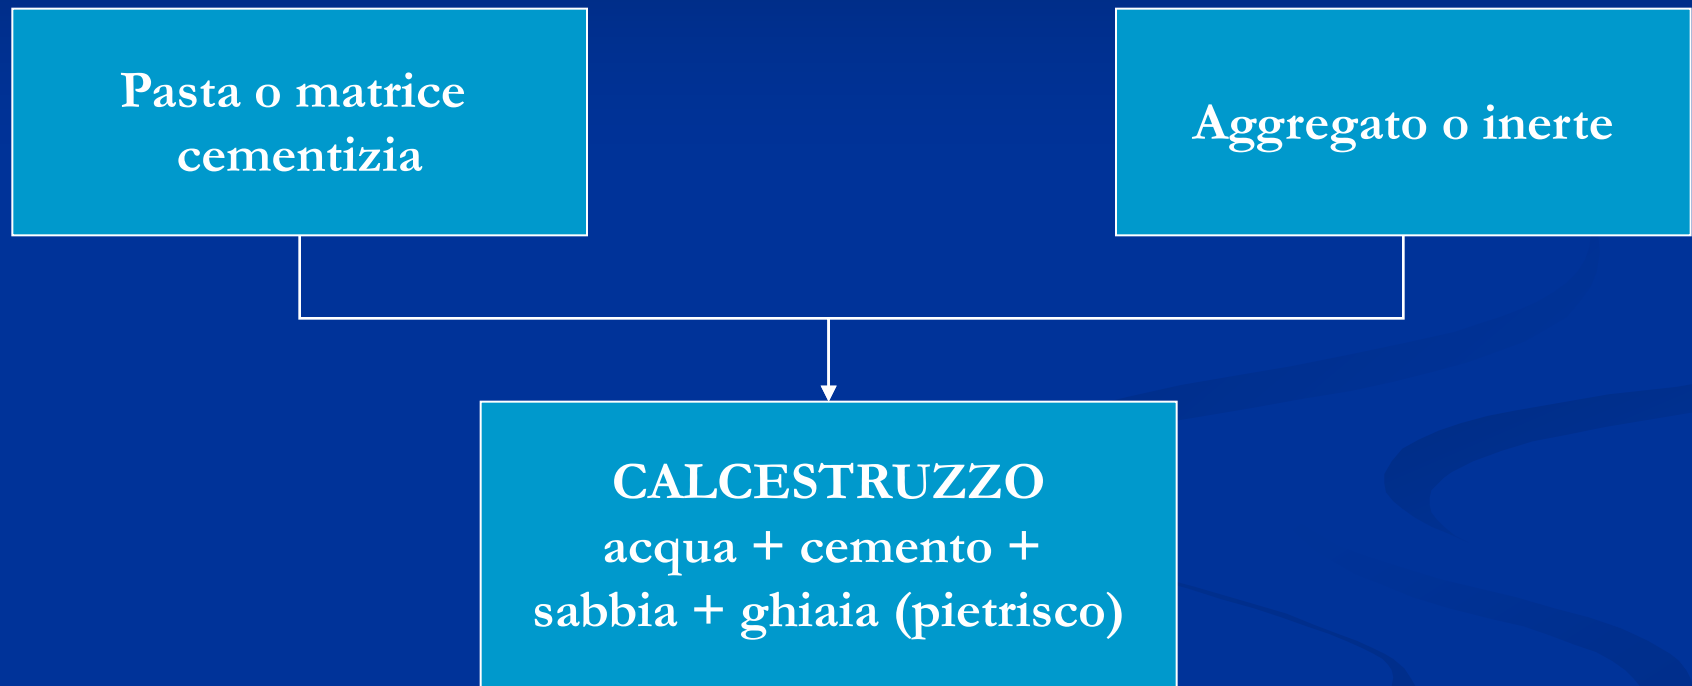 Pasta o matrice
cementizia
Aggregato o inerte
CALCESTRUZZO
acqua + cemento +
sabbia + ghiaia (pietrisco)